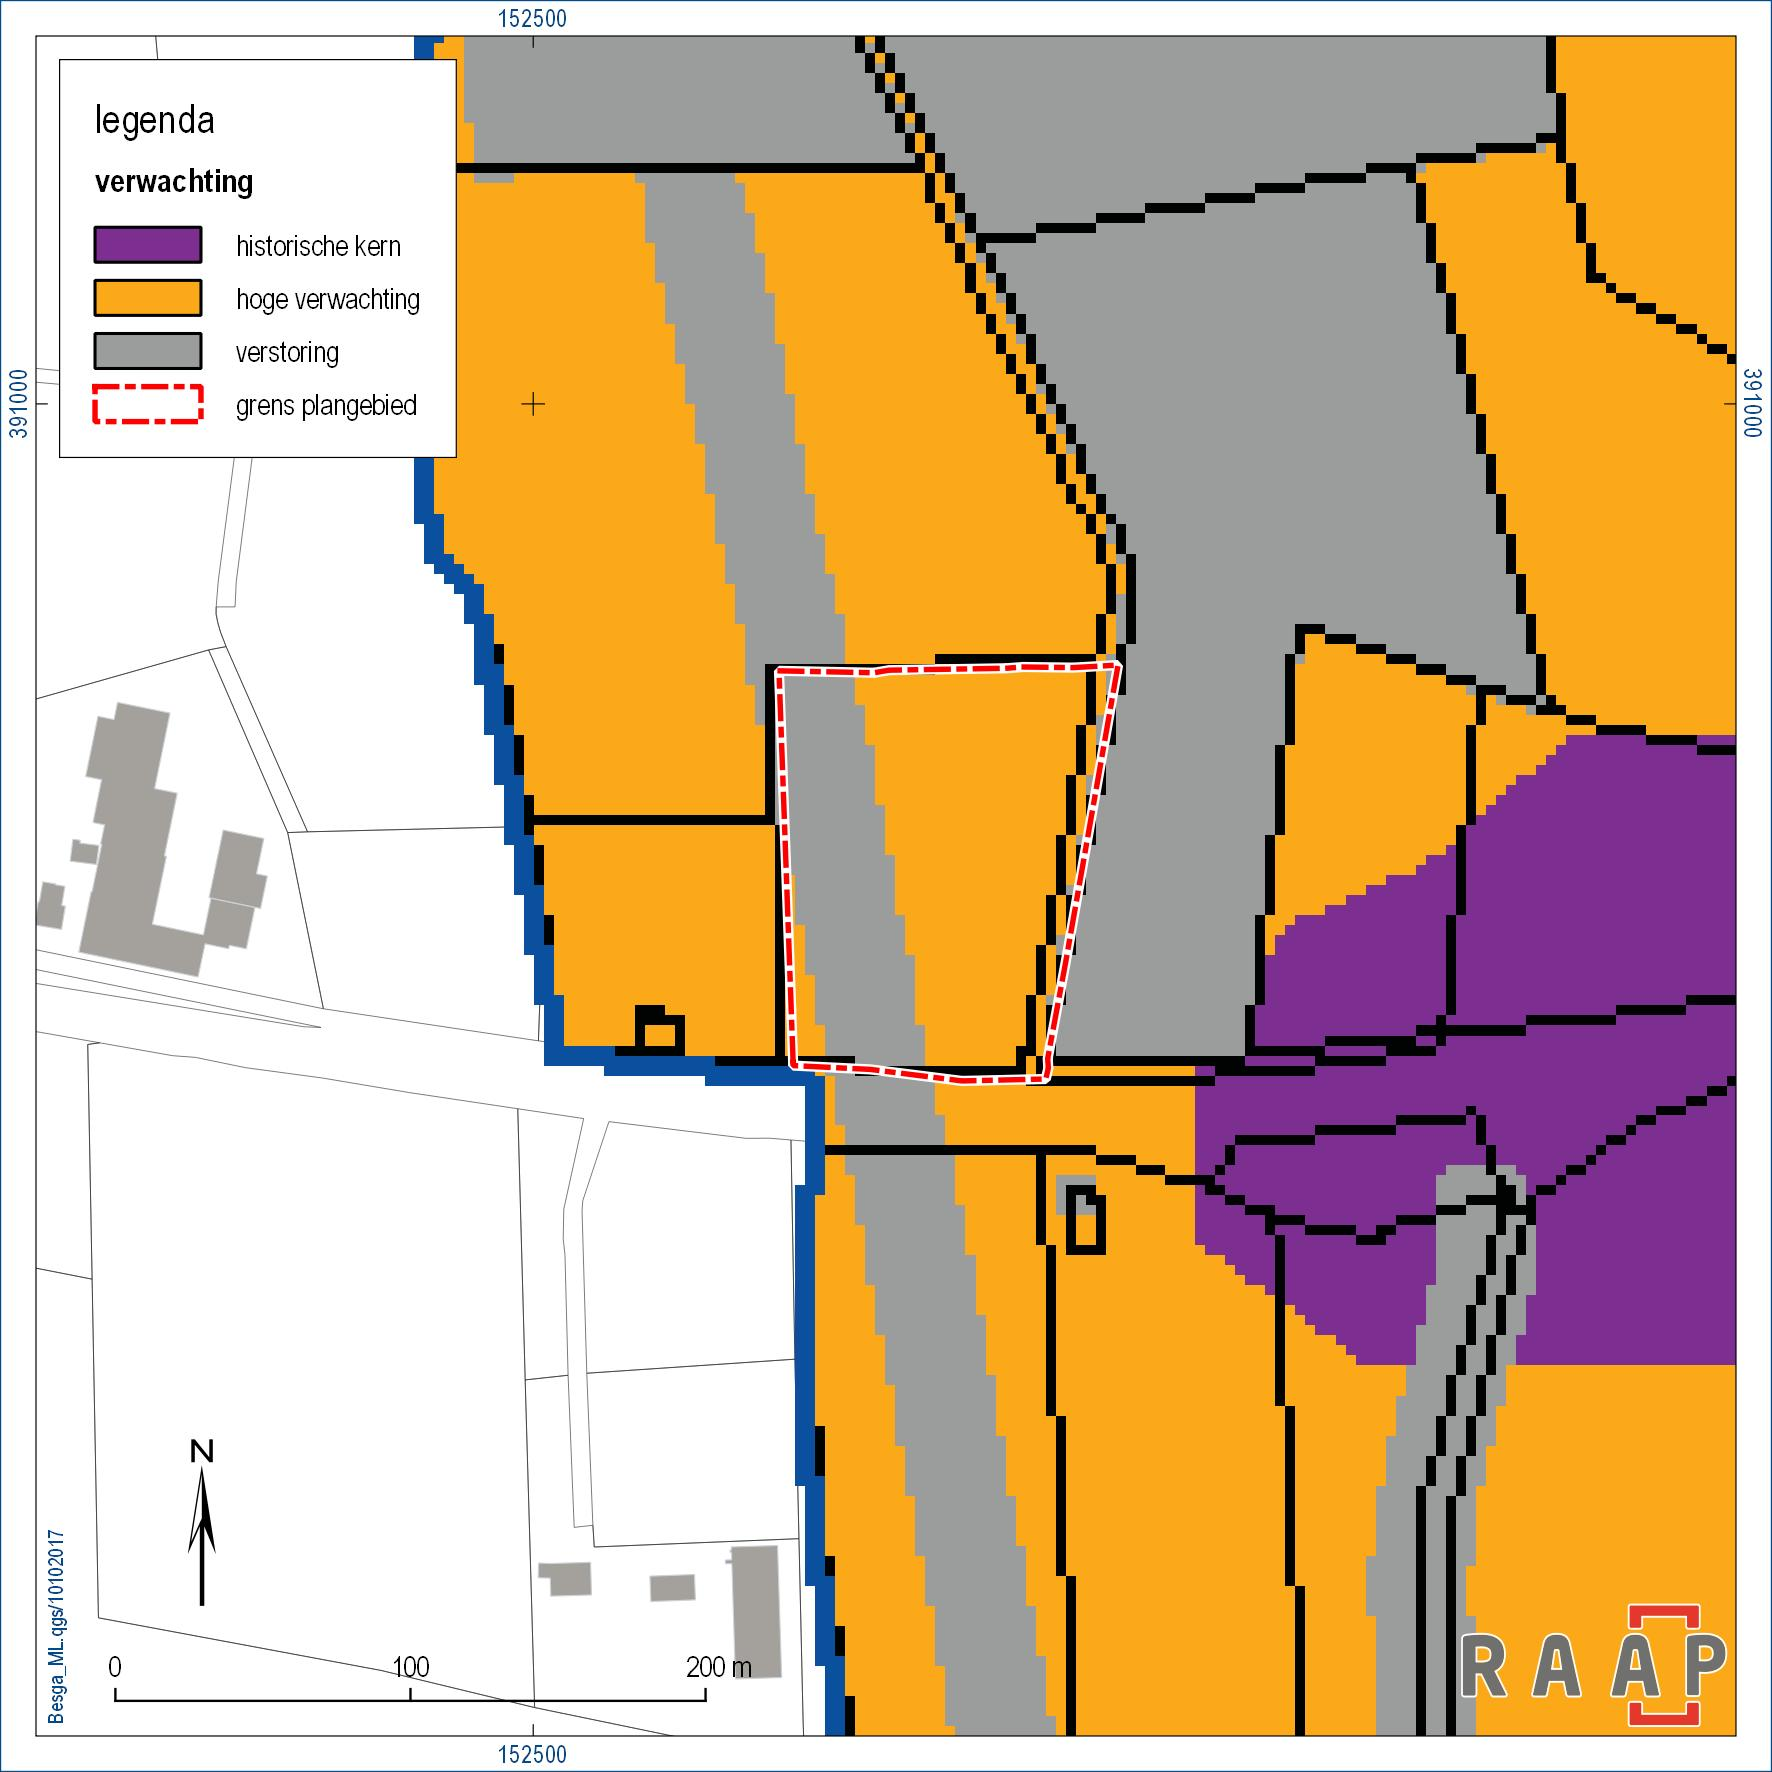 152500
legenda
verwachting
historische kern
hoge verwachting
verstoring
grens plangebied
391000
391000
N
0 100 200 m
Besga_ML.qgs/10102017
RAAP
152500